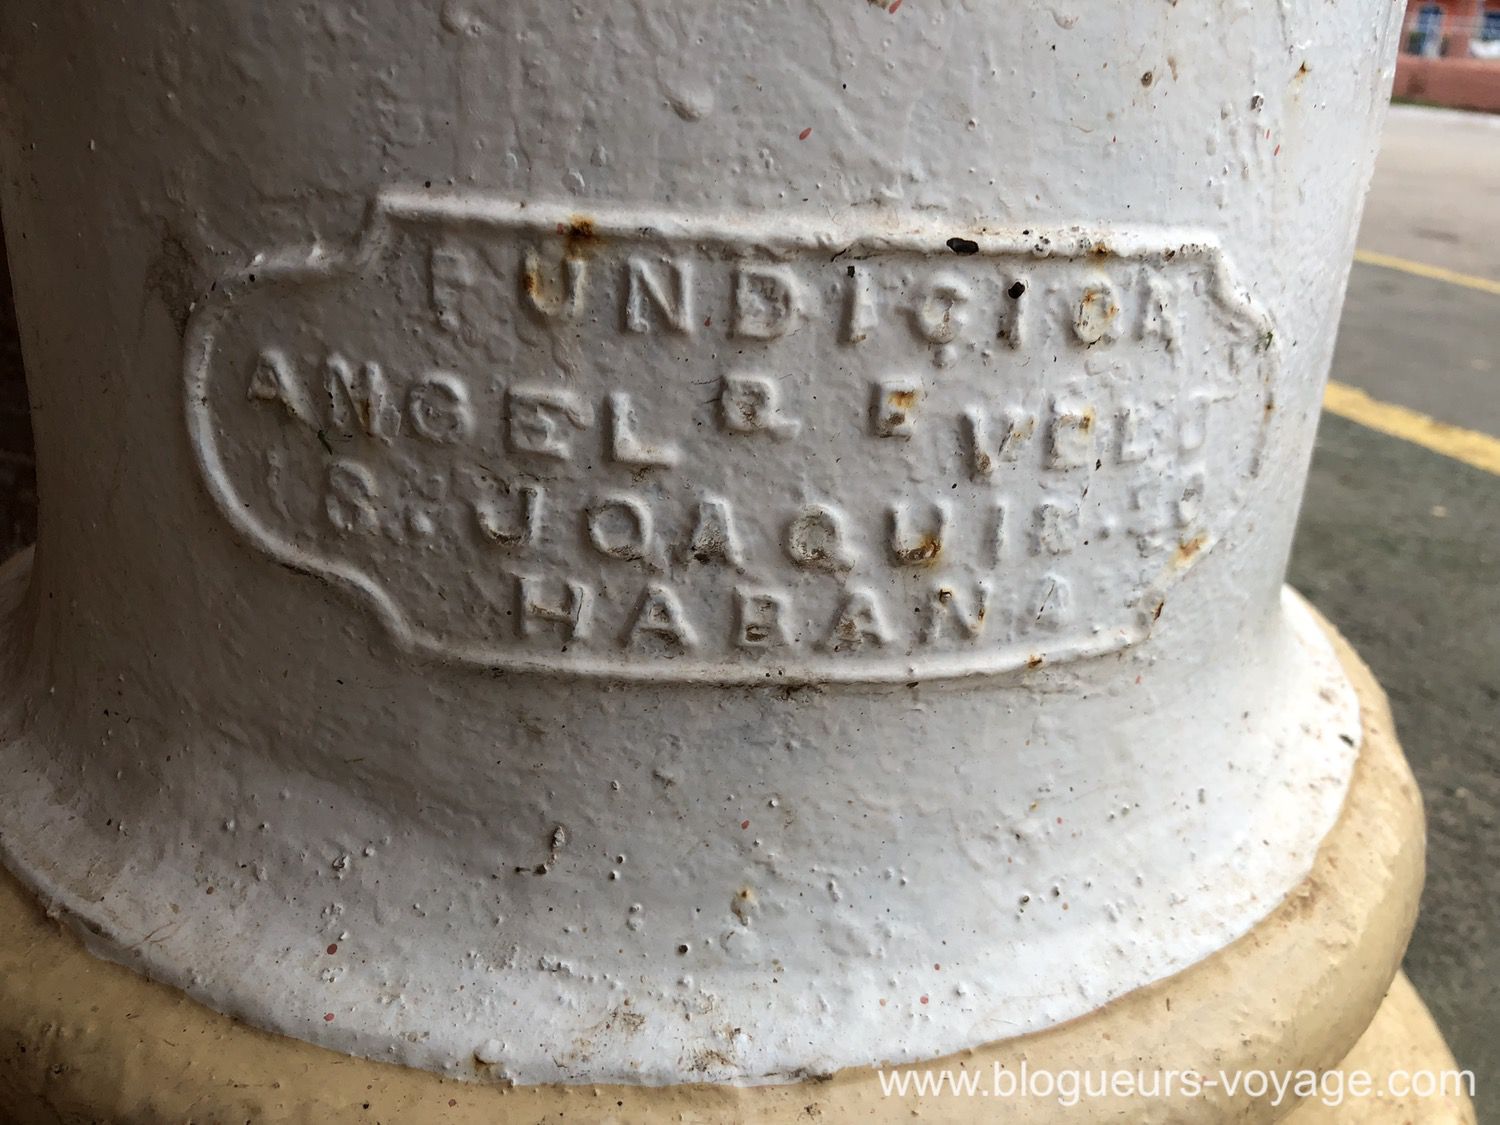 FUNDICION
ANGEL
S. JOAQUIN
HABANA
www.blogueurs-voyage.com